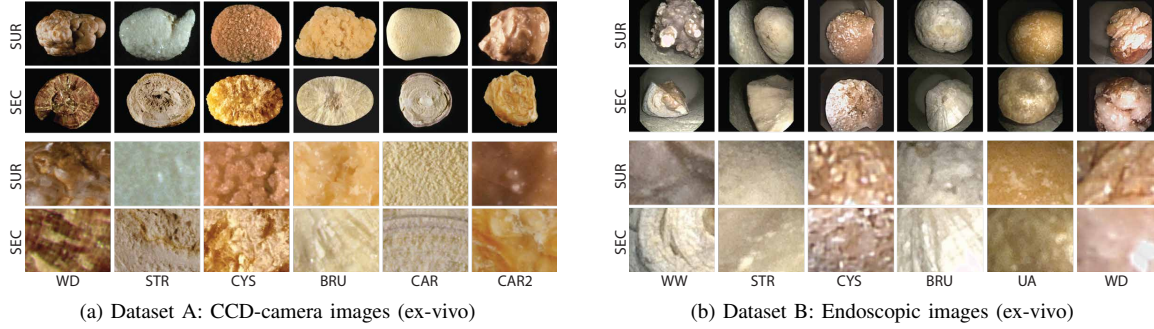 SUR
SEC
SUR
SEC
WD STR CYS BRU CAR CAR2
(a) Dataset A: CCD-camera images (ex-vivo)
SUR
SEC
SUR
SEC
WW STR CYS BRU UA WD
(b) Dataset B: Endoscopic images (ex-vivo)